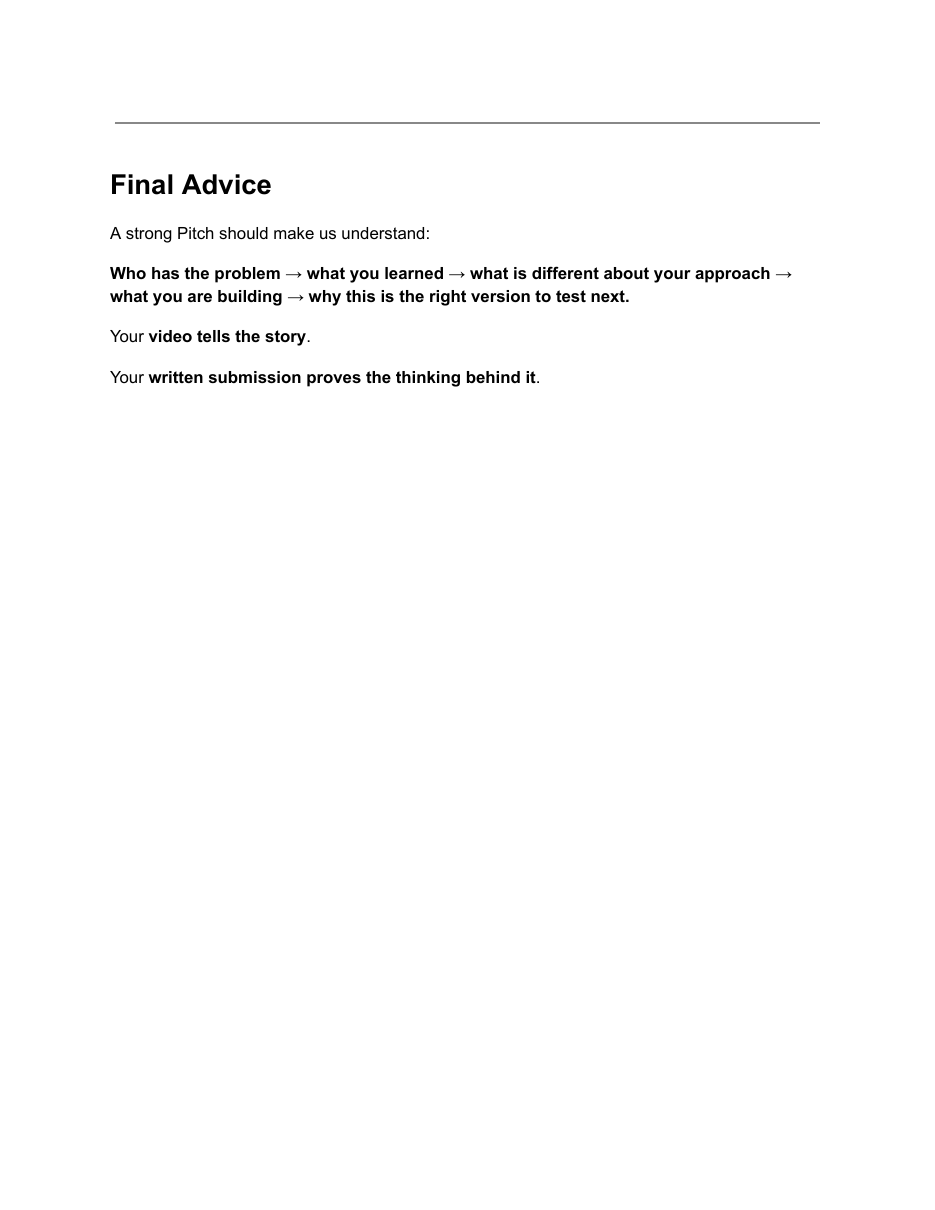 Final Advice
A strong Pitch should make us understand:
Who has the problem → what you learned → what is different about your approach →
what you are building → why this is the right version to test next.
Your video tells the story.
Your written submission proves the thinking behind it.